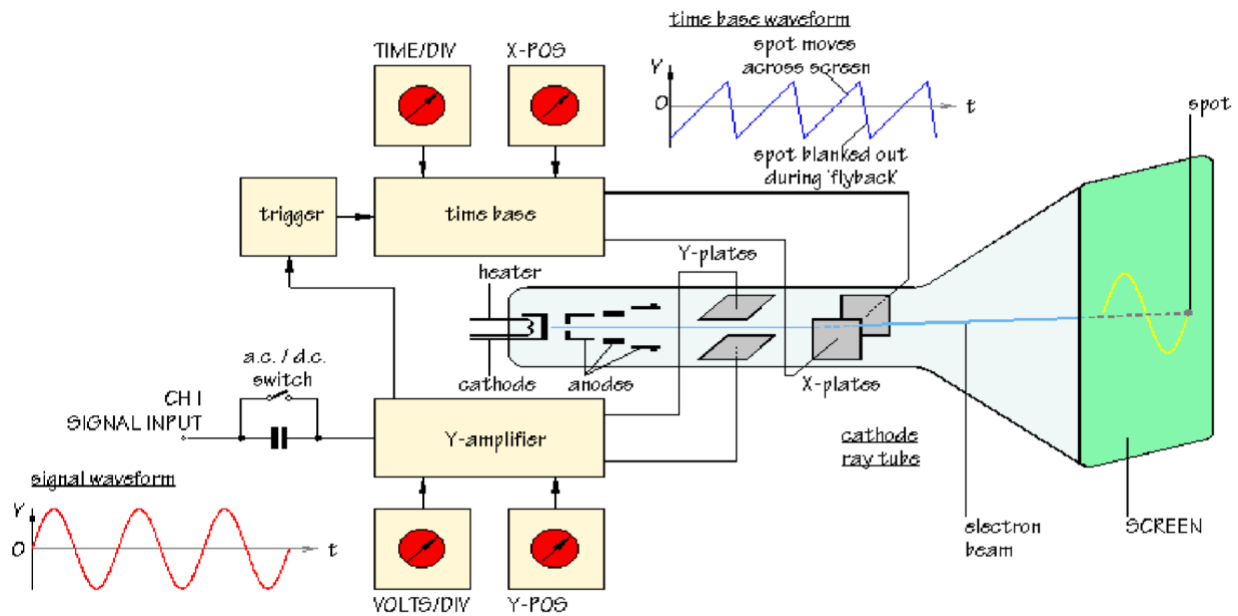 time base waveform
TIME/DIV
X-POS
spot moves
across screen
V
O
t
spot
spot blanked out
during 'flyback'
trigger
time base
Y-plates
heater
a.c. / d.c.
switch
cathode
anodes
X-plates
CH I
SIGNAL INPUT
Y-amplifier
cathode
ray tube
signal waveform
V
O
t
electron
beam
SCREEN
VOLTS/DIV
Y-POS